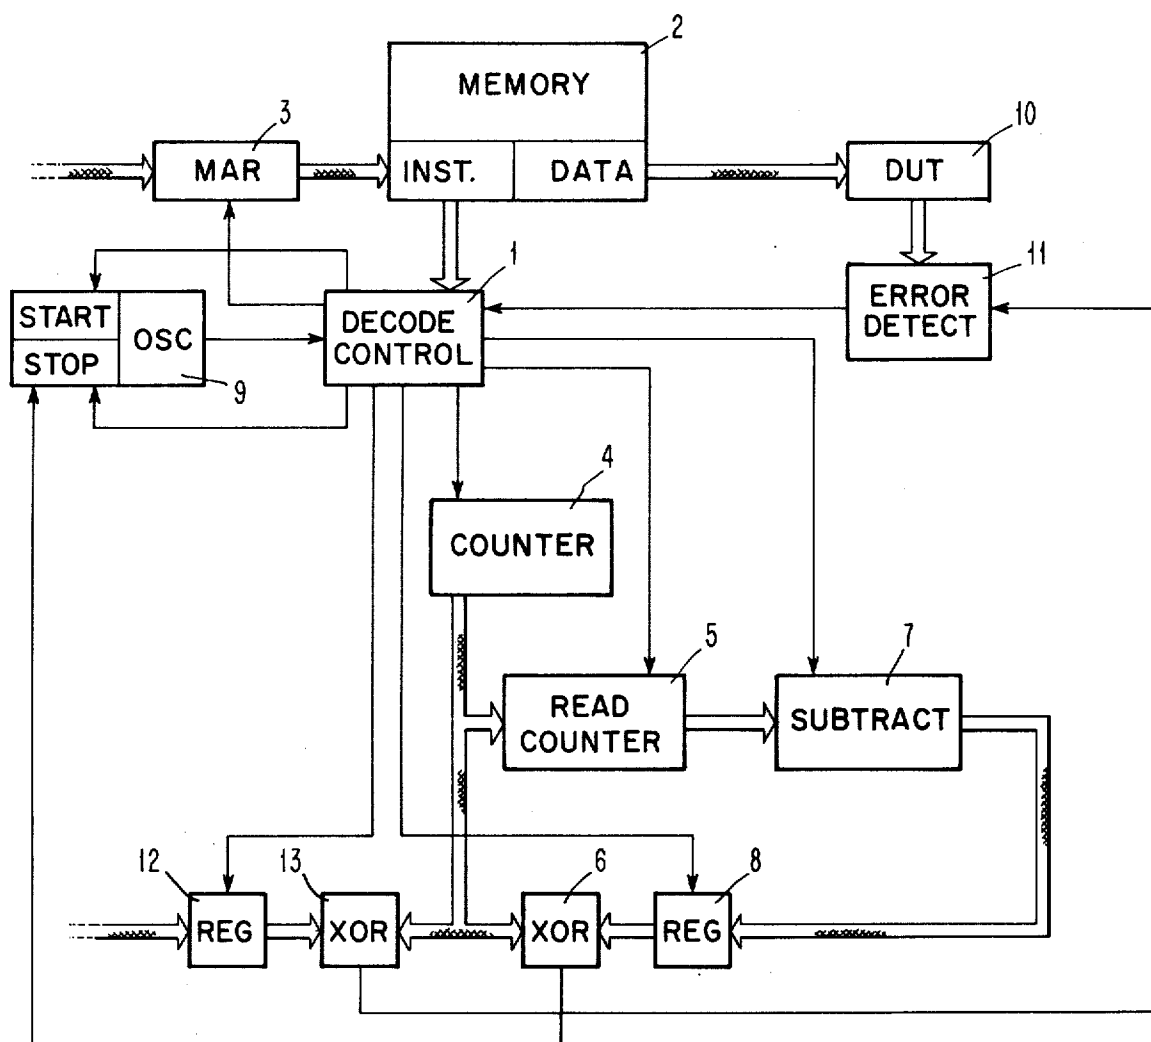 2
MEMORY
3
10
MAR
INST.
DATA
DUT
1
11
START
STOP
OSC
9
DECODE
CONTROL
ERROR
DETECT
4
COUNTER
5
7
READ
COUNTER
SUBTRACT
12
13
6
8
REG
XOR
XOR
REG